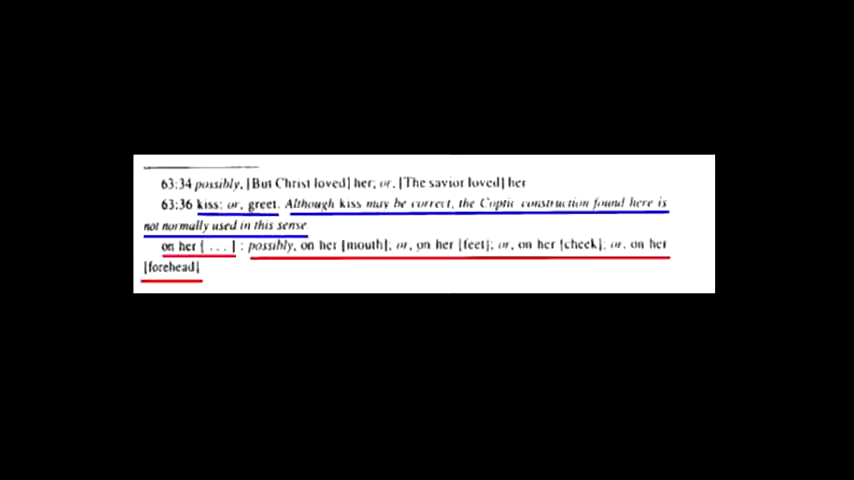 63:34 possibly, [But Christ loved] her; or, [The savior loved] her
63:36 kiss: or, greet. Although kiss may be correct, the Coptic construction found here is
not normally used in this sense
on her [ . . . ] : possibly, on her [mouth]; or, on her [feet]; or, on her [cheek]; or, on her
[forehead]